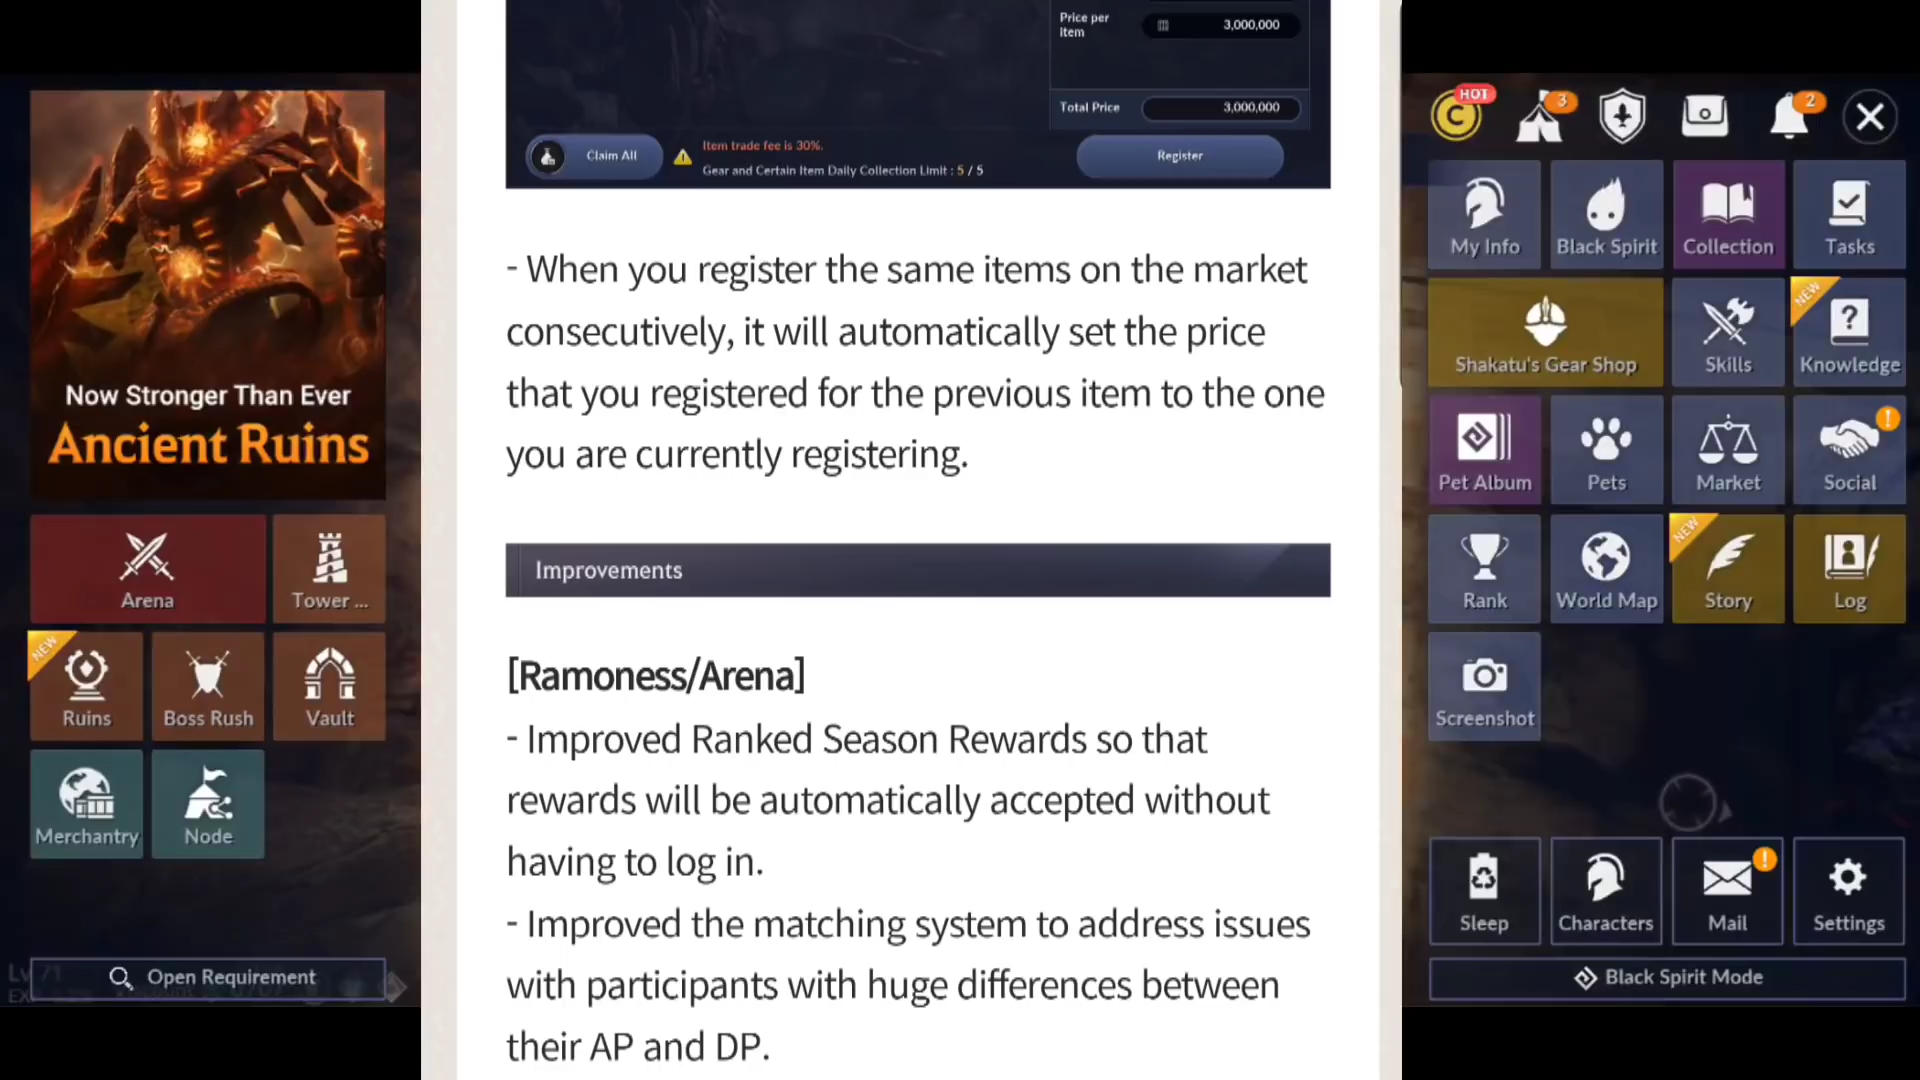 Now Stronger Than Ever
Ancient Ruins
Arena
Tower ...
NEW
Ruins
Boss Rush
Vault
Merchantry
Node
Open Requirement
Price per
Item
3,000,000
Total Price
3,000,000
Claim All
Item trade fee is 30%.
Gear and Certain Item Daily Collection Limit : 5 / 5
Register
- When you register the same items on the market
consecutively, it will automatically set the price
that you registered for the previous item to the one
you are currently registering.
Improvements
[Ramoness/Arena]
- Improved Ranked Season Rewards so that
rewards will be automatically accepted without
having to log in.
- Improved the matching system to address issues
with participants with huge differences between
their AP and DP.
HOT
3
2
My Info
Black Spirit
Collection
Tasks
Shakatu's Gear Shop
Skills
NEW
Knowledge
Pet Album
Pets
Market
Social
Rank
World Map
NEW
Story
Log
Screenshot
Sleep
Characters
Mail
Settings
Black Spirit Mode